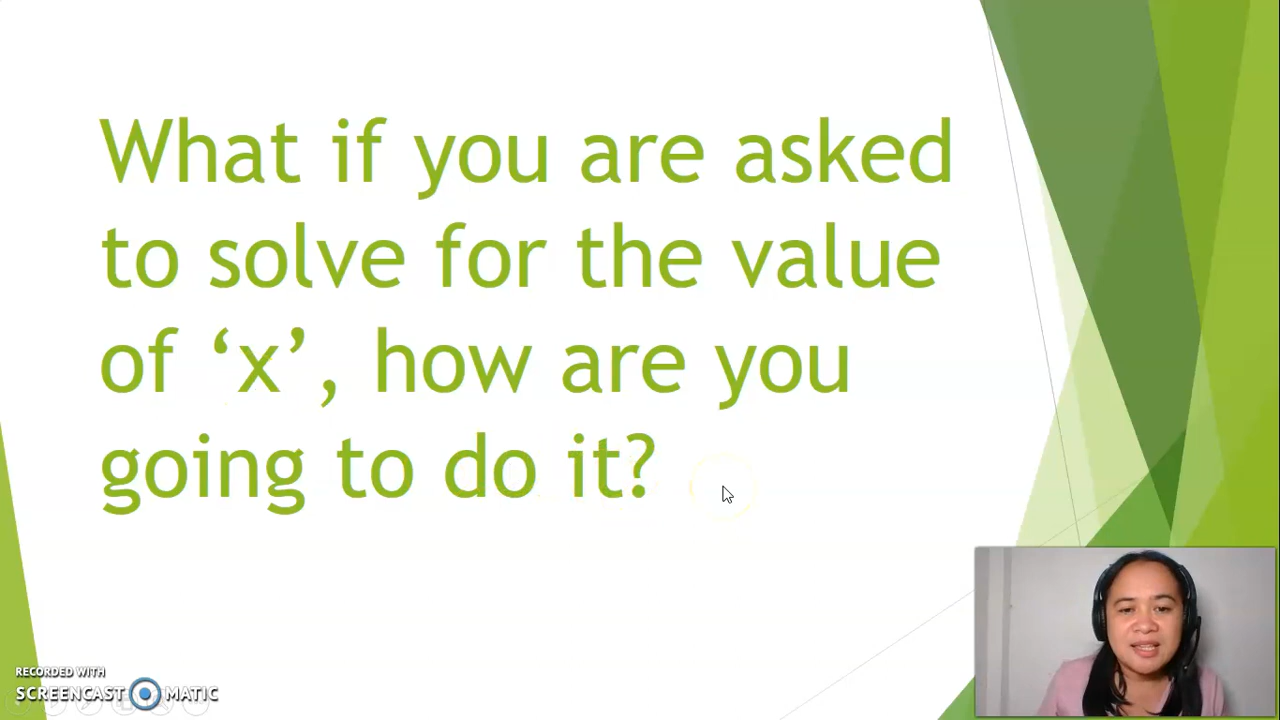 What if you are asked
to solve for the value
of ‘x’, how are you
going to do it?
RECORDED WITH
SCREENCAST MATIC